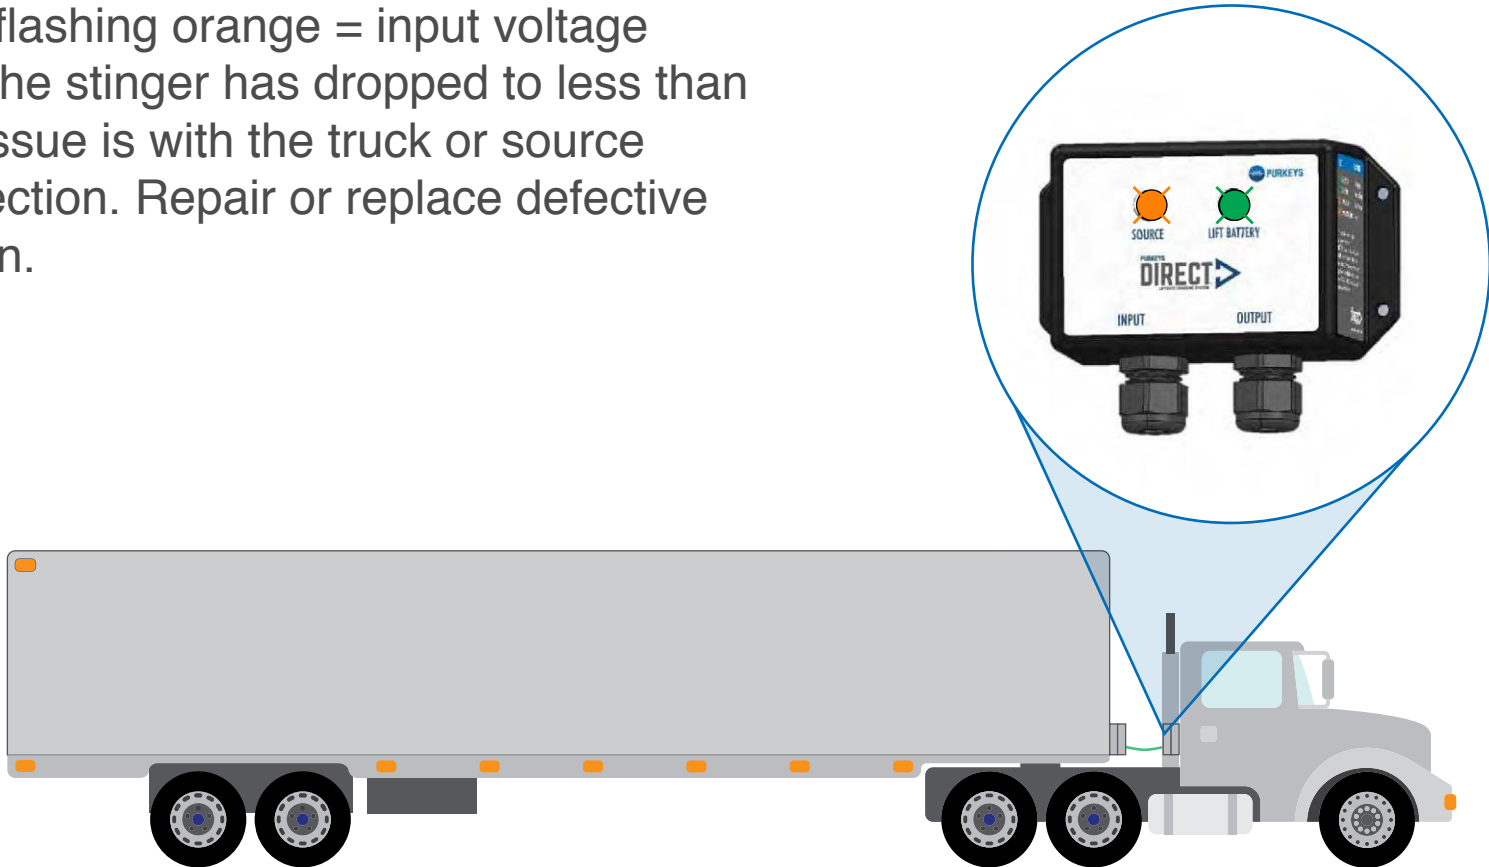 flashing orange = input voltage
he stinger has dropped to less than
ssue is with the truck or source
ection. Repair or replace defective
n.
PURKEYS
SOURCE
LIFT BATTERY
PURKEYS
DIRECT
INPUT
OUTPUT